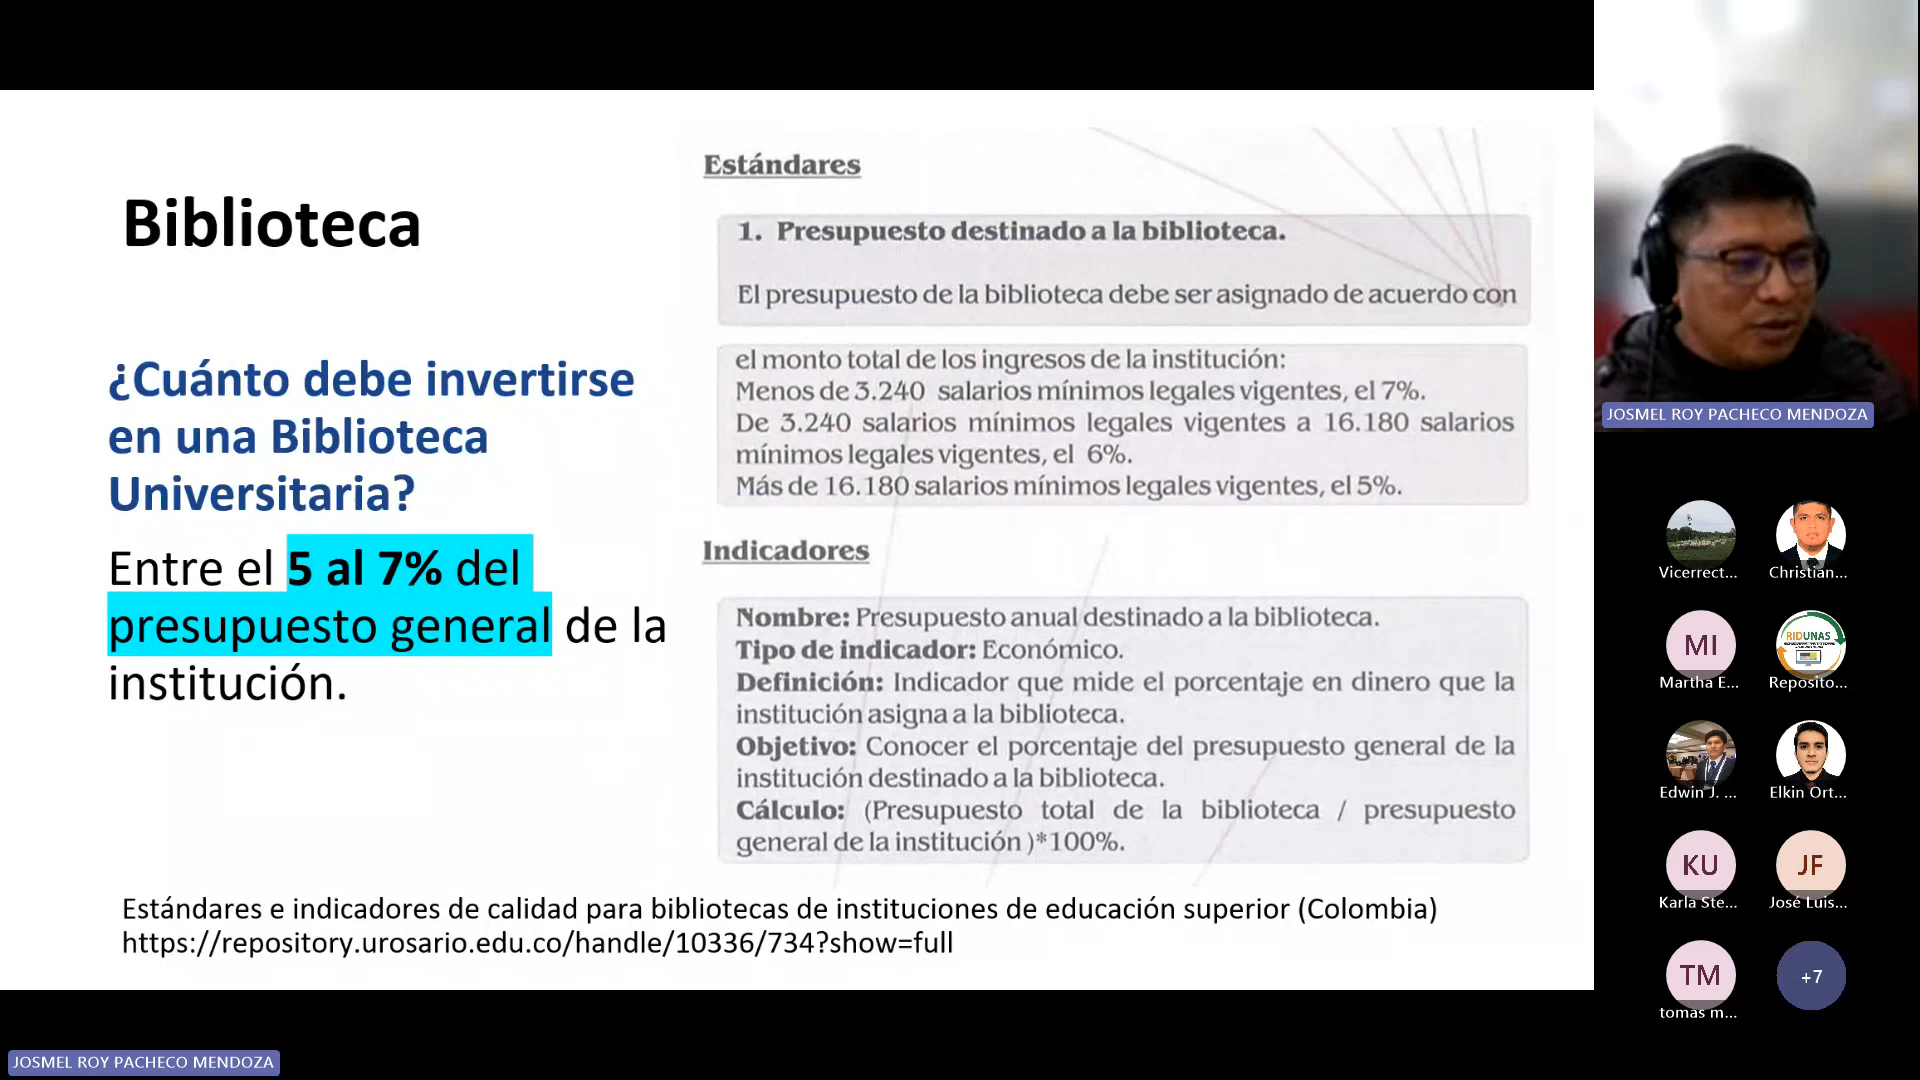 Biblioteca
¿Cuánto debe invertirse
en una Biblioteca
Universitaria?
Entre el 5 al 7% del
presupuesto general de la
institución.
Estándares
1. Presupuesto destinado a la biblioteca.
El presupuesto de la biblioteca debe ser asignado de acuerdo con
el monto total de los ingresos de la institución:
Menos de 3.240 salarios mínimos legales vigentes, el 7%.
De 3.240 salarios mínimos legales vigentes a 16.180 salarios
mínimos legales vigentes, el 6%.
Más de 16.180 salarios mínimos legales vigentes, el 5%.
Indicadores
Nombre: Presupuesto anual destinado a la biblioteca.
Tipo de indicador: Económico.
Definición: Indicador que mide el porcentaje en dinero que la
institución asigna a la biblioteca.
Objetivo: Conocer el porcentaje del presupuesto general de la
institución destinado a la biblioteca.
Cálculo: (Presupuesto total de la biblioteca / presupuesto
general de la institución )*100%.
Estándares e indicadores de calidad para bibliotecas de instituciones de educación superior (Colombia)
https://repository.urosario.edu.co/handle/10336/734?show=full
JOSMEL ROY PACHECO MENDOZA
Vicerrect...
Christian...
MI
Martha E...
RIDUNAS
Reposito...
Edwin J. ...
Elkin Ort...
KU
Karla Ste...
JF
José Luis...
TM
tomas m...
+7
JOSMEL ROY PACHECO MENDOZA